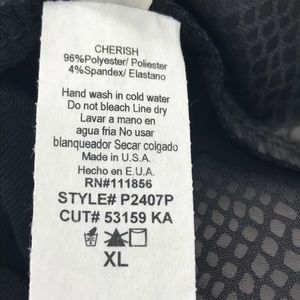 CHERISH
96%Polyester/ Poliester
4%Spandex/ Elastano
Hand wash in cold water
Do not bleach Line dry
Lavar a mano en
agua fria No usar
blanqueador Secar colgado
Made in U.S.A.
Hecho en E.U.A.
RN#111856
STYLE# P2407P
CUT# 53159 KA
XL